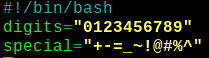 #!/bin/bash
digits="0123456789"
special="+-=_~!@#%^"